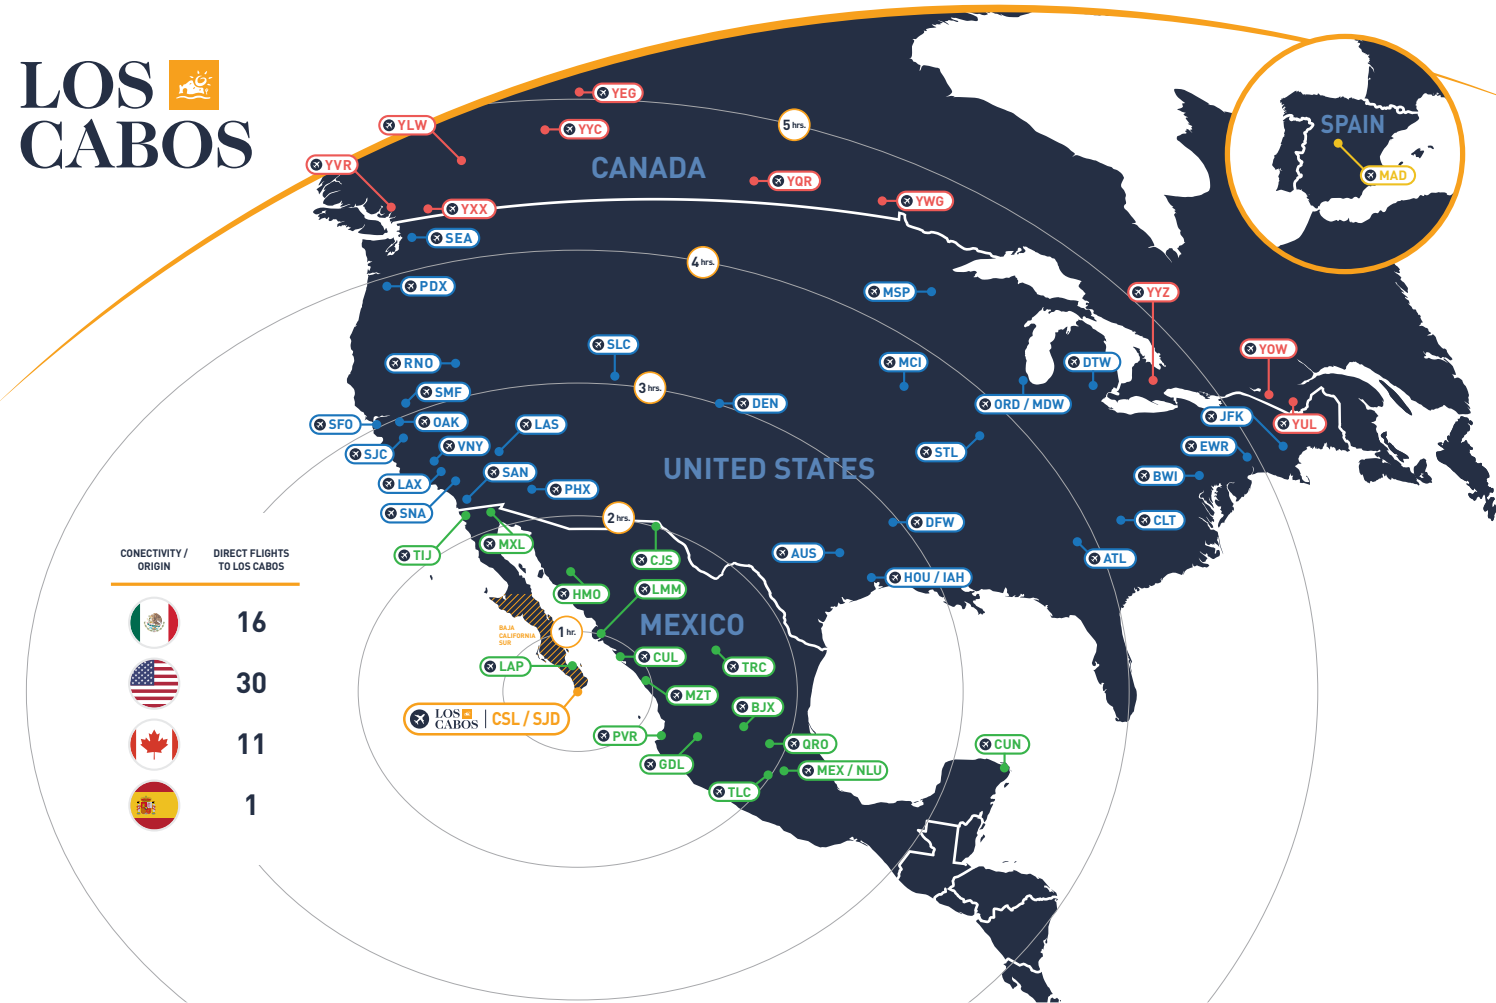 LOS
CABOS
YEG
YLW
YYC
5 hrs.
SPAIN
MAD
YVR
CANADA
YQR
YXX
YWG
SEA
4 hrs.
PDX
MSP
YYZ
SLC
RNO
MCI
DTW
YOW
3 hrs.
SMF
DEN
ORD / MDW
SFO
OAK
LAS
JFK
YUL
SJC
VNY
STL
EWR
UNITED STATES
LAX
SAN
PHX
BWI
SNA
2 hrs.
DFW
CLT
TIJ
MXL
CJS
AUS
ATL
CONECTIVITY /
ORIGIN
DIRECT FLIGHTS
TO LOS CABOS
16
30
11
1
HMO
LMM
HOU / IAH
BAJA
CALIFORNIA
SUR
1 hr.
MEXICO
LAP
CUL
TRC
MZT
BJX
LOS
CABOS
CSL / SJD
PVR
QRO
CUN
GDL
MEX / NLU
TLC